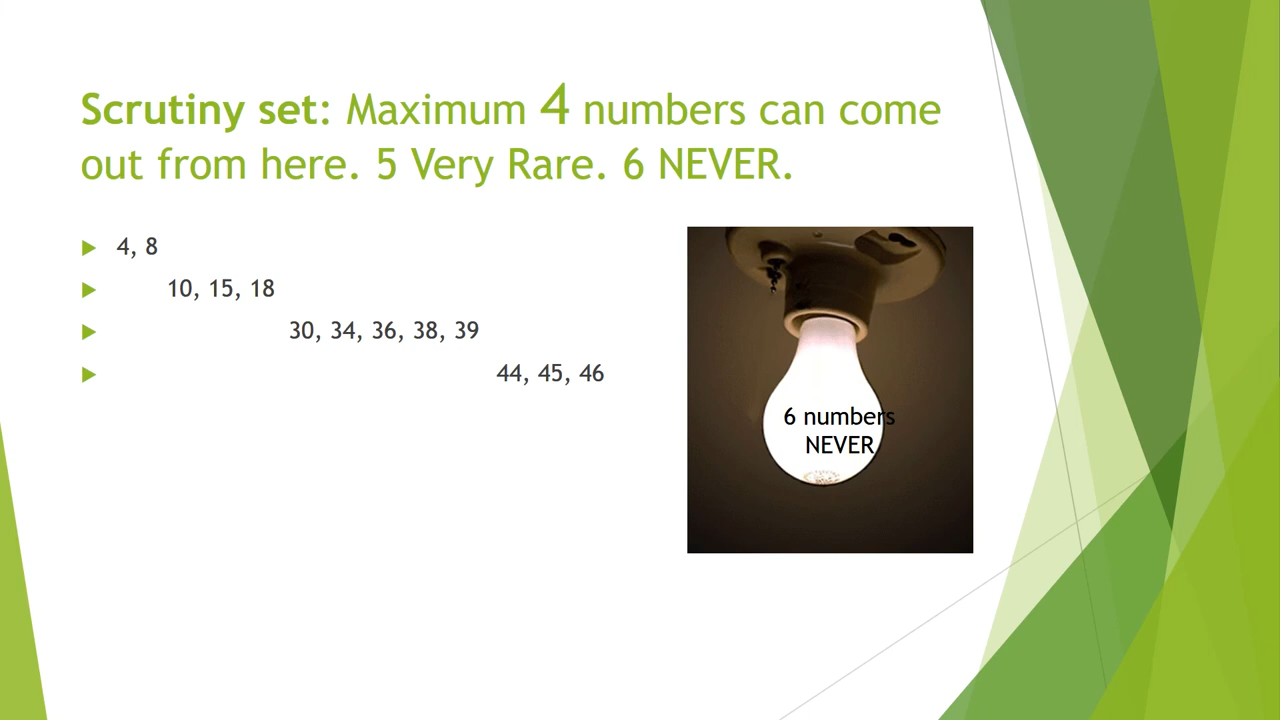 Scrutiny set: Maximum 4 numbers can come
out from here. 5 Very Rare. 6 NEVER.
4, 8
10, 15, 18
30, 34, 36, 38, 39
44, 45, 46
6 numbers
NEVER